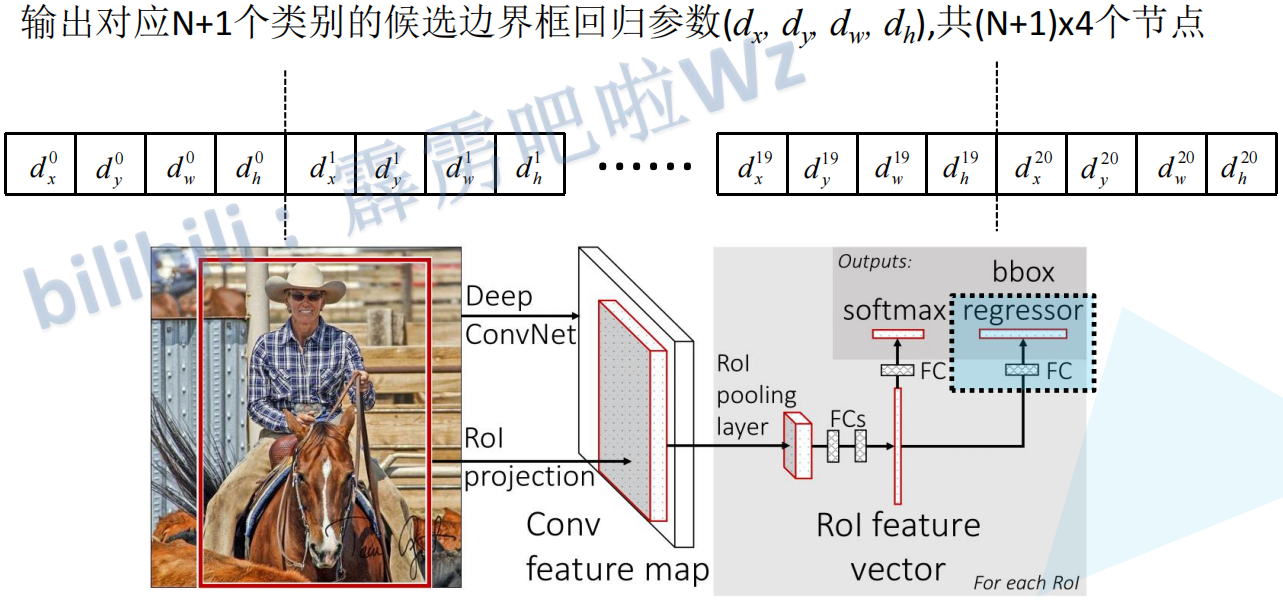 输出对应N+1个类别的候选边界框回归参数(dx, dy, dw, dh),共(N+1)x4个节点
d_x^0 d_y^0 d_w^0 d_h^0 d_x^1 d_y^1 d_w^1 d_h^1 ······· d_x^19 d_y^19 d_w^19 d_h^19 d_x^20 d_y^20 d_w^20 d_h^20
bilibili：霹雳吧啦Wz
Deep
ConvNet
RoI
projection
Conv
feature map
RoI
pooling
layer
FCs
Outputs:
softmax
bbox
regressor
FC
FC
RoI feature
vector
For each RoI